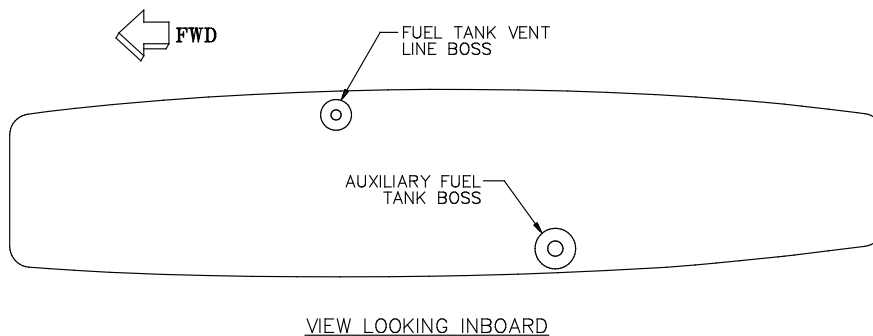 FWD
FUEL TANK VENT
LINE BOSS
AUXILIARY FUEL
TANK BOSS
VIEW LOOKING INBOARD